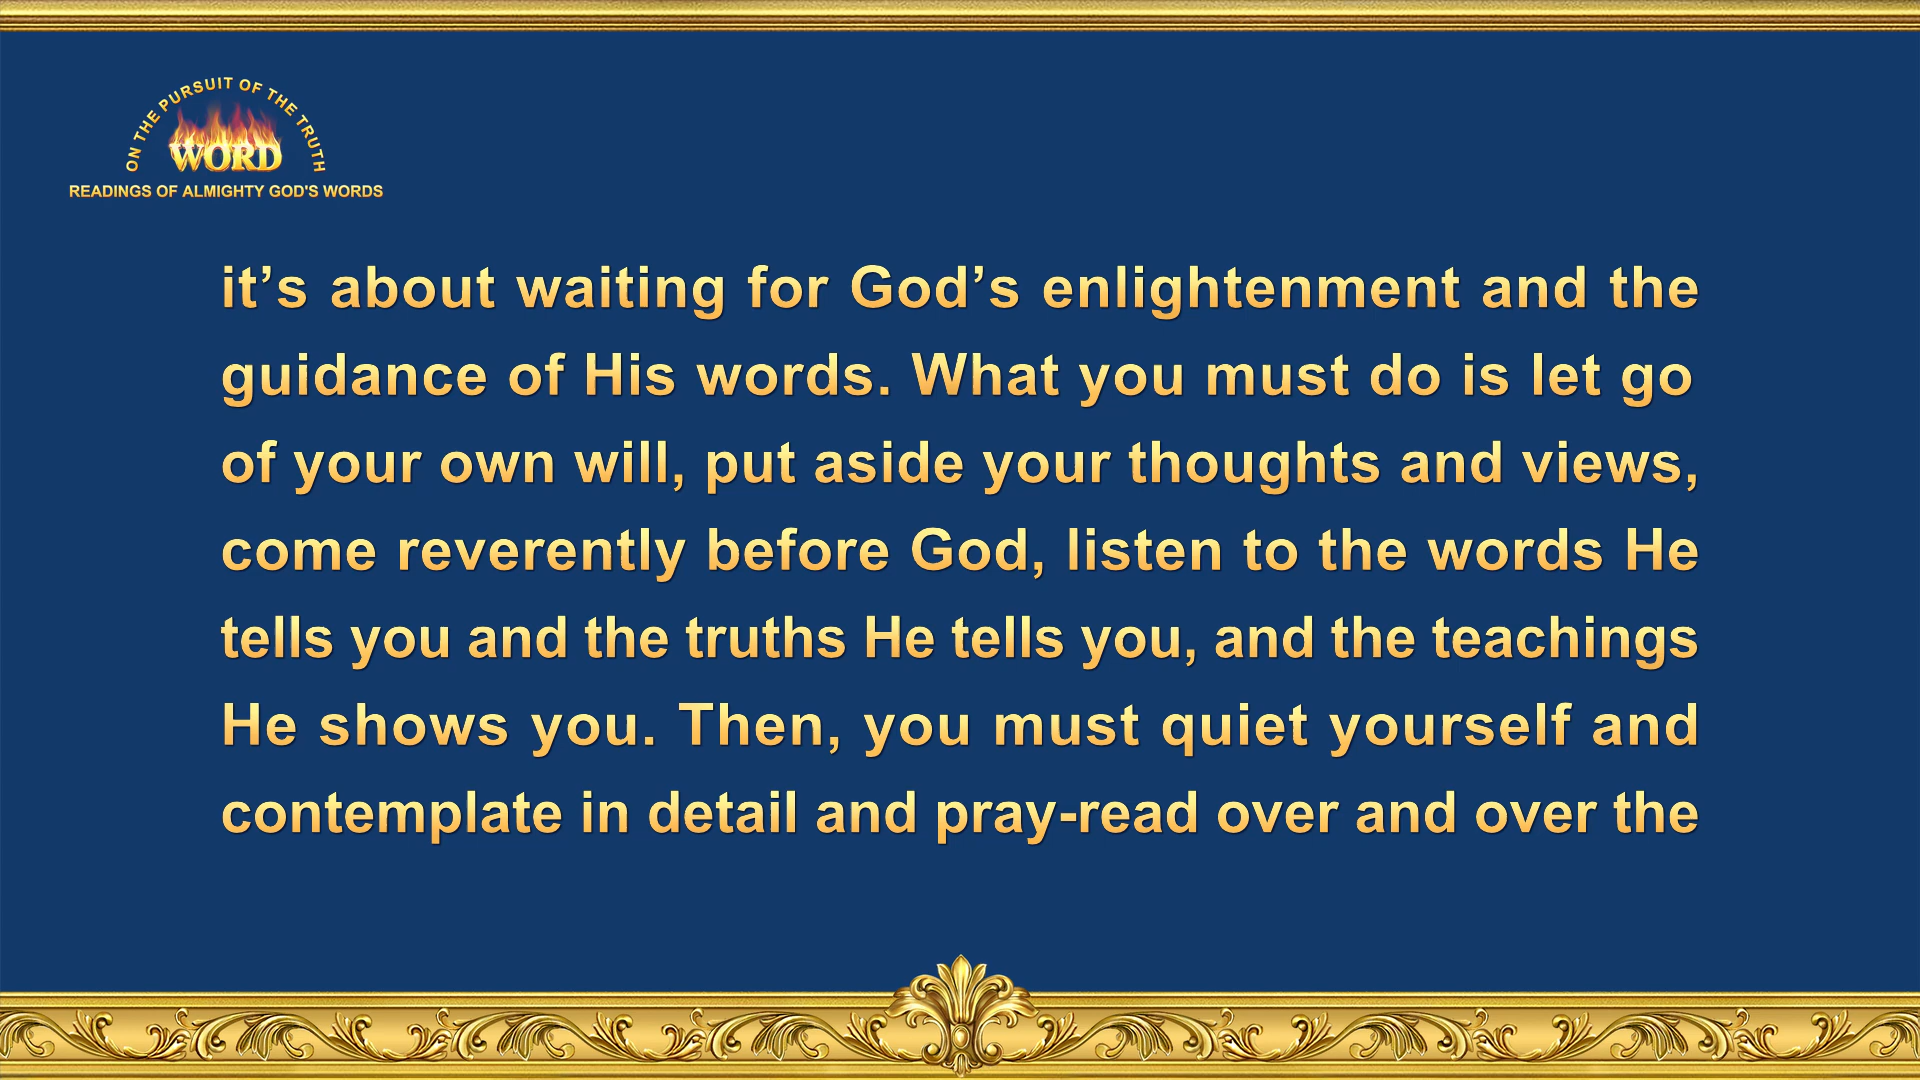 ON THE PURSUIT OF THE TRUTH
WORD
READINGS OF ALMIGHTY GOD'S WORDS
it’s about waiting for God’s enlightenment and the
guidance of His words. What you must do is let go
of your own will, put aside your thoughts and views,
come reverently before God, listen to the words He
tells you and the truths He tells you, and the teachings
He shows you. Then, you must quiet yourself and
contemplate in detail and pray-read over and over the